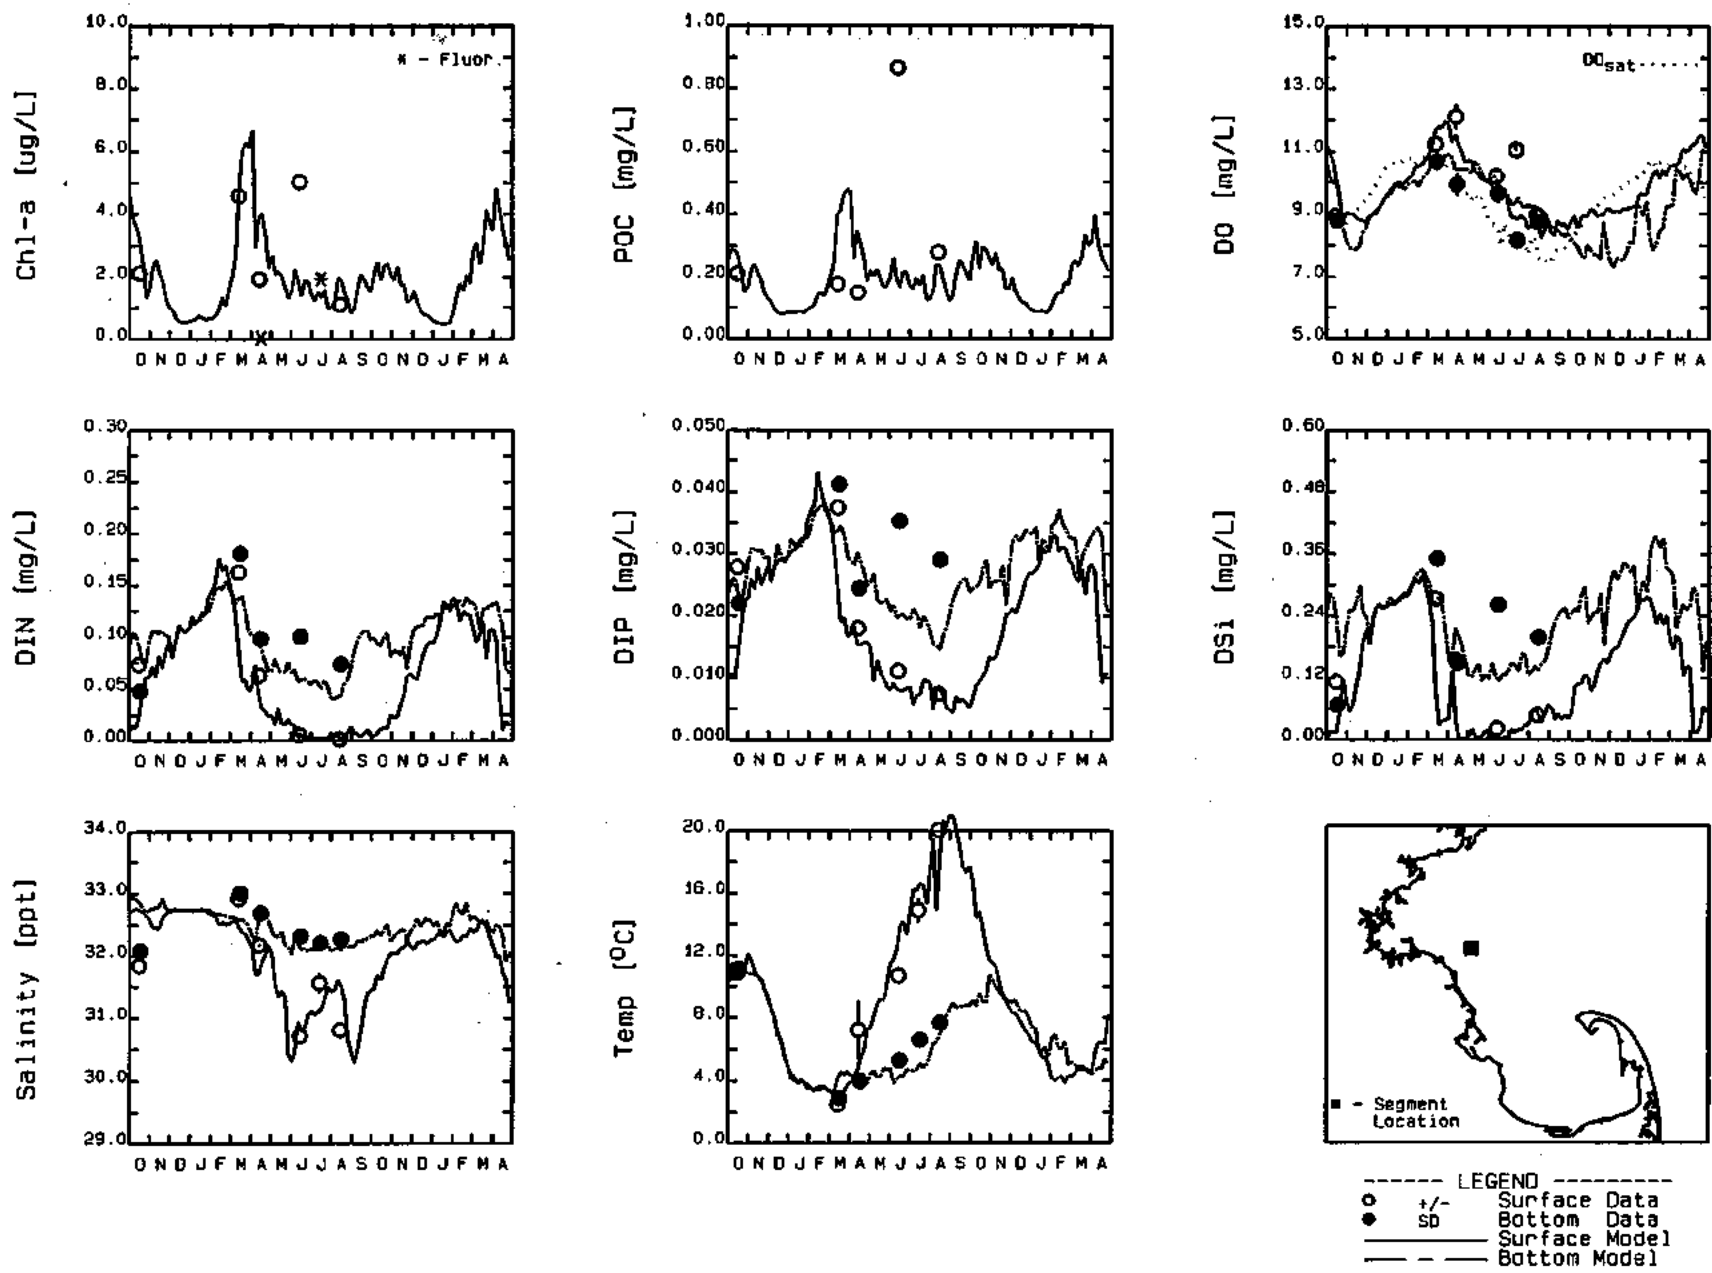 Chl-a [ug/L]
10.0
8.0
6.0
4.0
2.0
0.0
* - Fluor.
O N D J F M A M J J A S O N D J F M A
POC [mg/L]
1.00
0.80
0.60
0.40
0.20
0.00
O N D J F M A M J J A S O N D J F M A
DO [mg/L]
15.0
13.0
11.0
9.0
7.0
5.0
DOsat
O N D J F M A M J J A S O N D J F M A
DIN [mg/L]
0.30
0.25
0.20
0.15
0.10
0.05
0.00
O N D J F M A M J J A S O N D J F M A
DIP [mg/L]
0.050
0.040
0.030
0.020
0.010
0.000
O N D J F M A M J J A S O N D J F M A
DSi [mg/L]
0.60
0.48
0.36
0.24
0.12
0.00
O N D J F M A M J J A S O N D J F M A
Salinity [ppt]
34.0
33.0
32.0
31.0
30.0
29.0
O N D J F M A M J J A S O N D J F M A
Temp [ºC]
20.0
16.0
12.0
8.0
4.0
0.0
O N D J F M A M J J A S O N D J F M A
■ - Segment
Location
LEGEND
+/- Surface Data
SD Bottom Data
Surface Model
Bottom Model